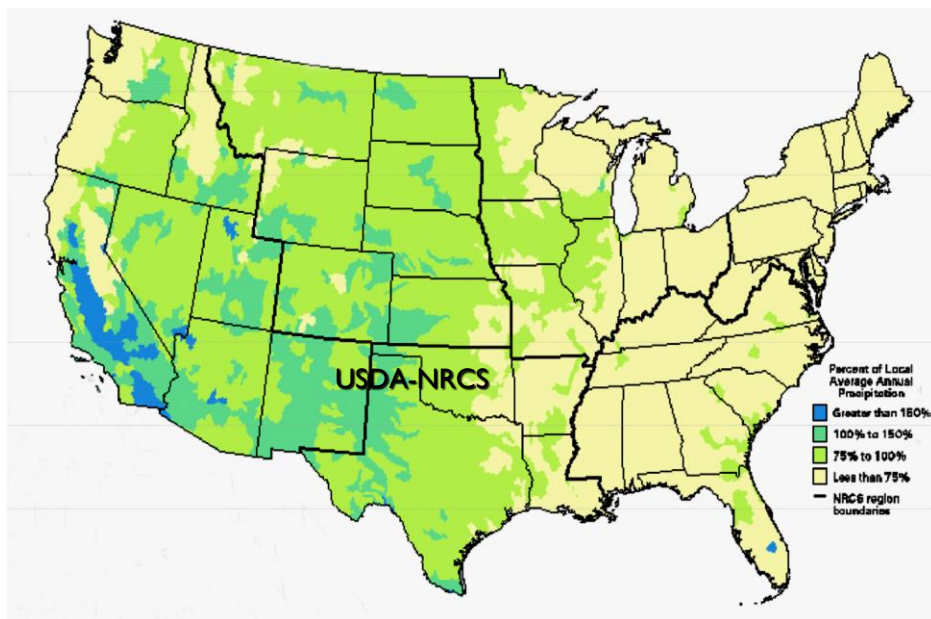 USDA-NRCS
Percent of Local
Average Annual
Precipitation
Greater than 150%
100% to 150%
75% to 100%
Less than 75%
NRCS region
boundaries